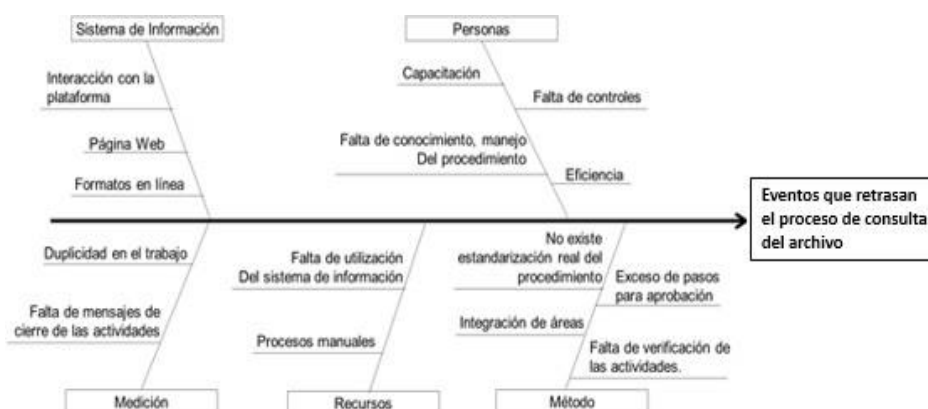 Sistema de Información
Personas
Interacción con la
plataforma
Página Web
Formatos en línea
Capacitación
Falta de controles
Falta de conocimiento, manejo
Del procedimiento
Eficiencia
Eventos que retrasan
el proceso de consulta
del archivo
Duplicidad en el trabajo
Falta de mensajes de
cierre de las actividades
Falta de utilización
Del sistema de información
Procesos manuales
No existe
estandarización real del
procedimiento
Exceso de pasos
para aprobación
Integración de áreas
Falta de verificación de
las actividades.
Medición
Recursos
Método